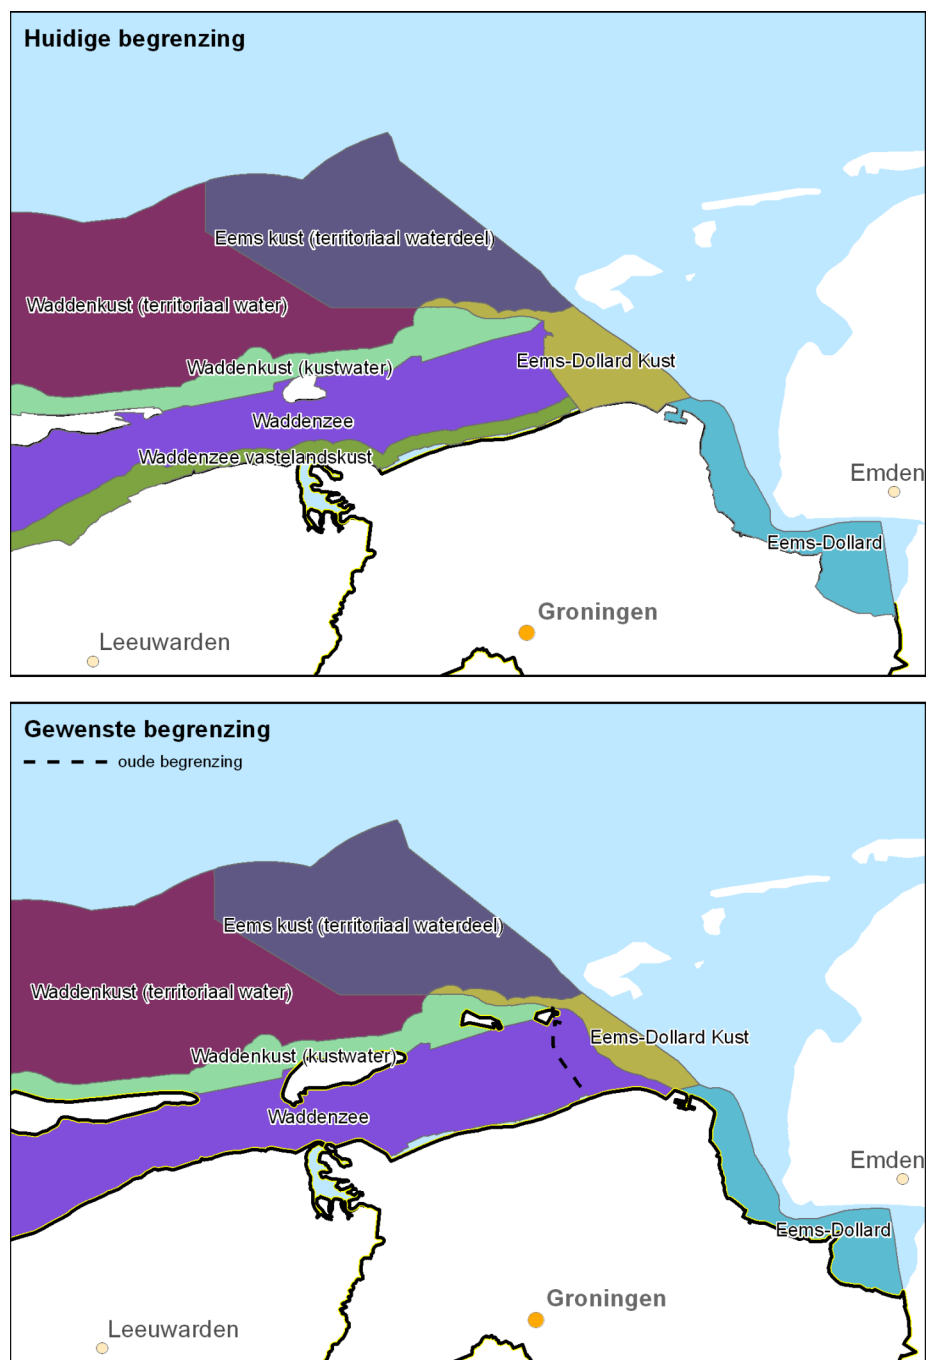 Huidige begrenzing
Eems kust (territoriaal waterdeel)
Waddenkust (territoriaal water)
Eems-Dollard Kust
Waddenkust (kustwater)
Waddenzee
Waddenzee vastelandskust
Emden
Eems-Dollard
Groningen
Leeuwarden
Gewenste begrenzing
oude begrenzing
Eems kust (territoriaal waterdeel)
Waddenkust (territoriaal water)
Eems-Dollard Kust
Waddenkust (kustwater)
Waddenzee
Emden
Eems-Dollard
Groningen
Leeuwarden